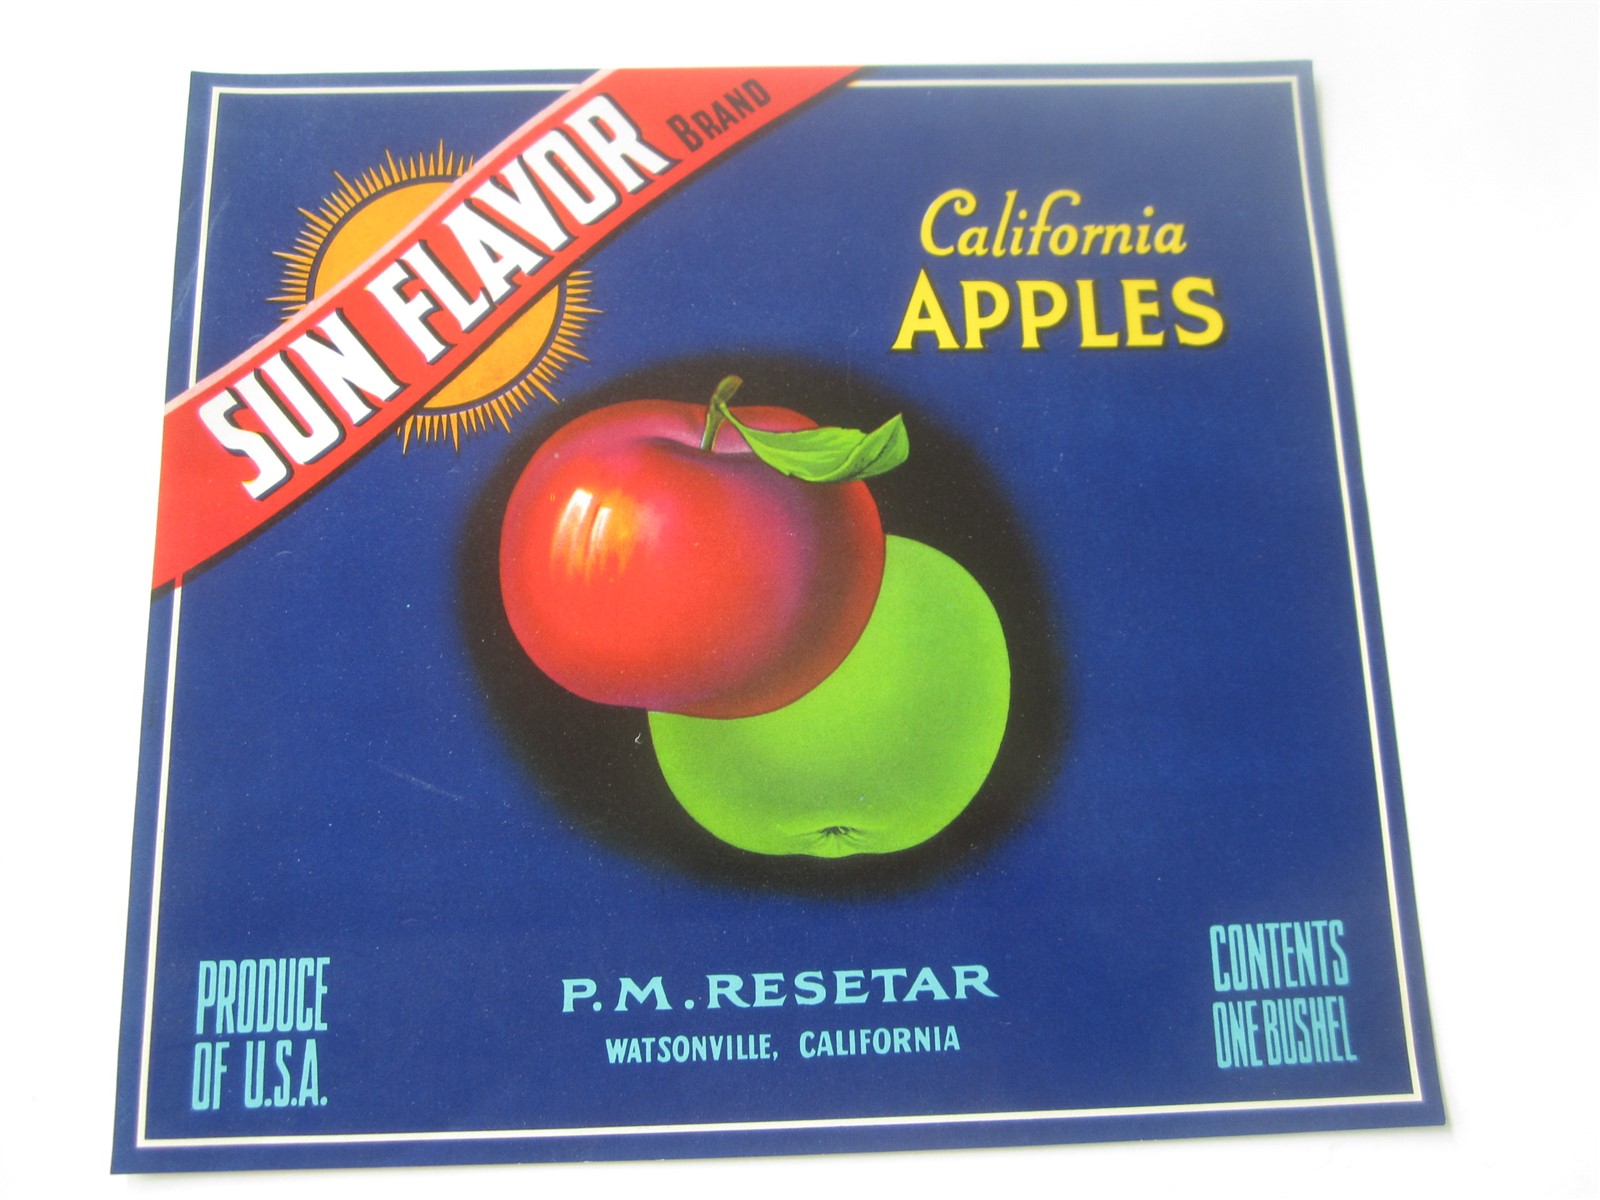 SUN FLAVOR BRAND
California
APPLES
PRODUCE
OF U.S.A.
P. M. RESETAR
WATSONVILLE, CALIFORNIA
CONTENTS
ONE BUSHEL